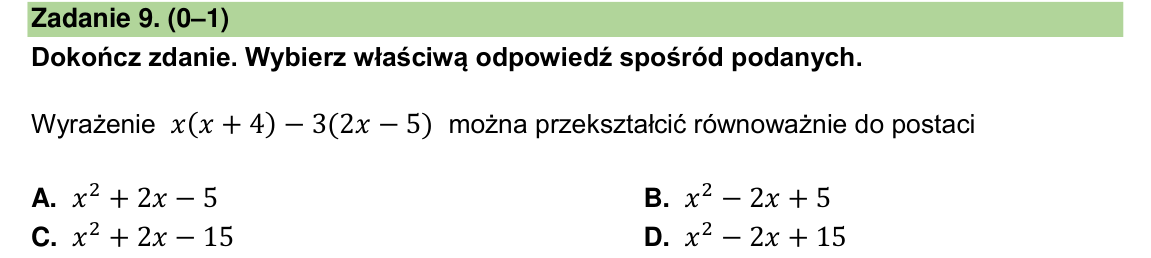 Zadanie 9. (0–1)
Dokończ zdanie. Wybierz właściwą odpowiedź spośród podanych.
Wyrażenie x(x + 4) − 3(2x − 5) można przekształcić równoważnie do postaci
A. x² + 2x − 5 B. x² − 2x + 5
C. x² + 2x − 15 D. x² − 2x + 15